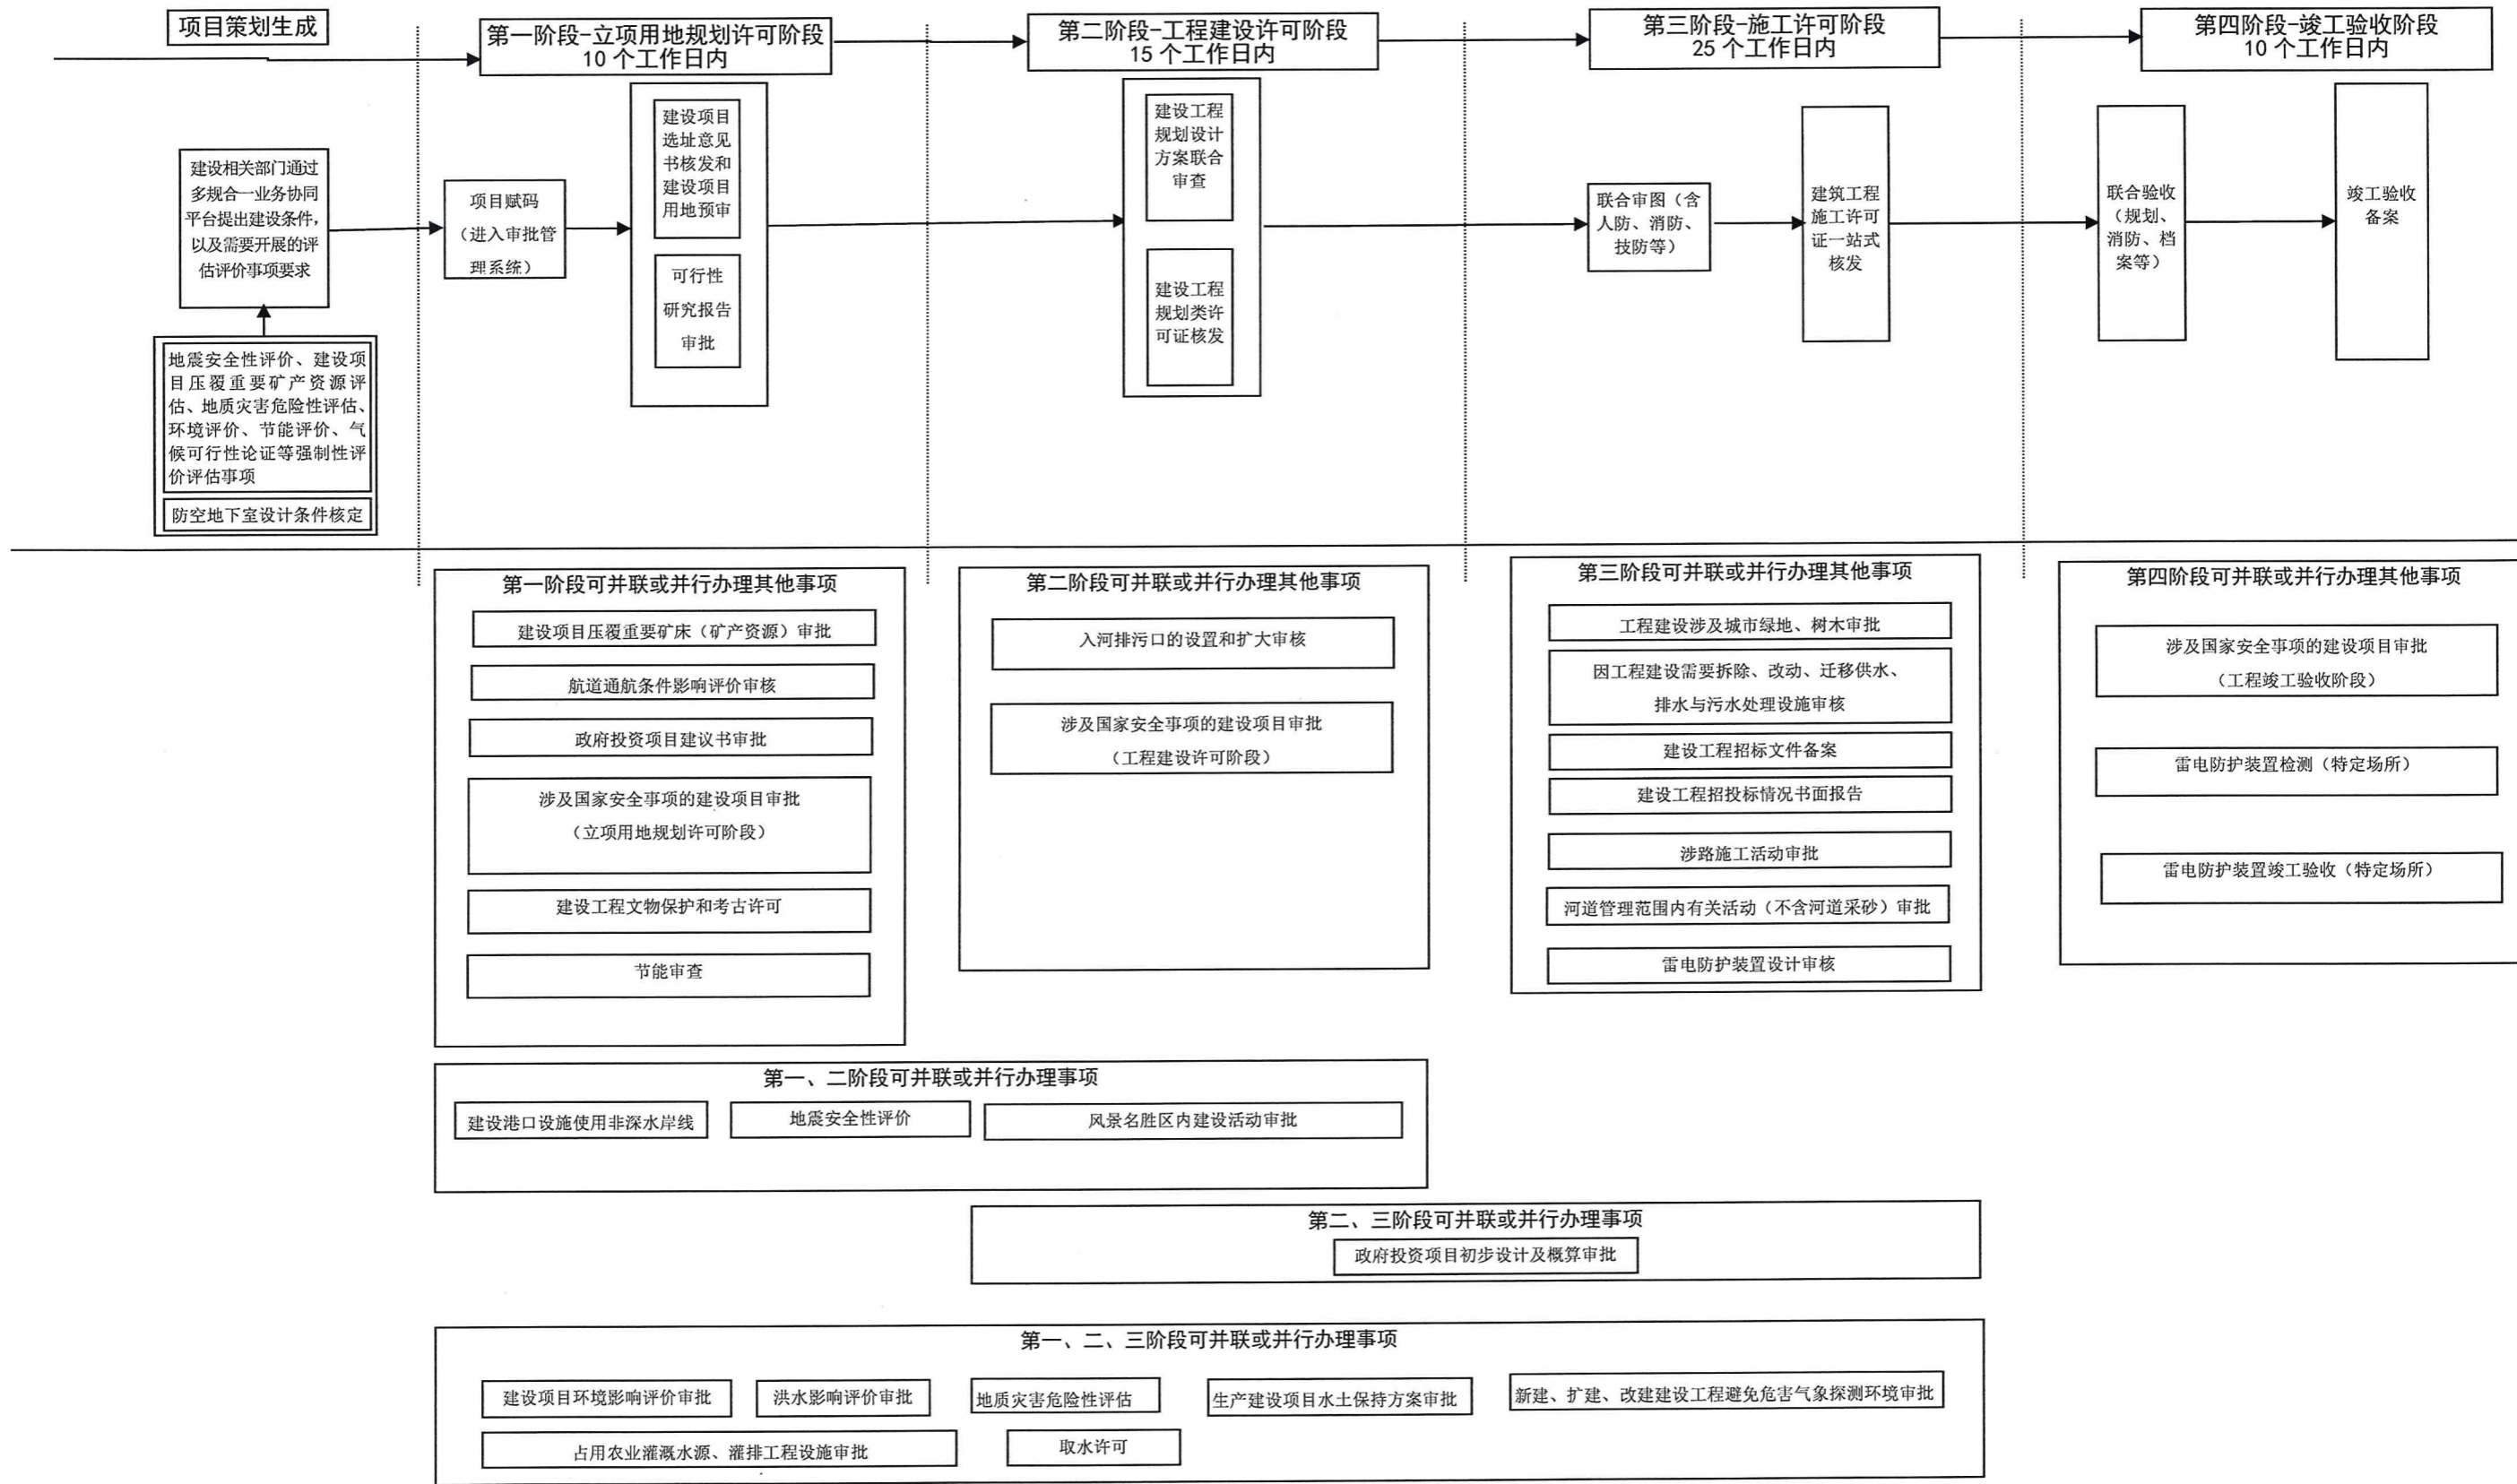 项目策划生成
第一阶段-立项用地规划许可阶段
10 个工作日内
第二阶段-工程建设许可阶段
15 个工作日内
第三阶段-施工许可阶段
25 个工作日内
第四阶段-竣工验收阶段
10 个工作日内
建设相关部门通过
多规合一业务协同
平台提出建设条件，
以及需要开展的评
估评价事项要求
地震安全性评价、建设项
目压覆重要矿产资源评
估、地质灾害危险性评估、
环境评价、节能评价、气
候可行性论证等强制性评
价评估事项
防空地下室设计条件核定
项目赋码
（进入审批管
理系统）
建设项目
选址意见
书核发和
建设项目
用地预审
可行性
研究报告
审批
建设工程
规划设计
方案联合
审查
建设工程
规划类许
可证核发
联合审图（含
人防、消防、
技防等）
建筑工程
施工许可
证一站式
核发
联合验收
（规划、
消防、档
案等）
竣工验收
备案
第一阶段可并联或并行办理其他事项
建设项目压覆重要矿床（矿产资源）审批
航道通航条件影响评价审核
政府投资项目建议书审批
涉及国家安全事项的建设项目审批
（立项用地规划许可阶段）
建设工程文物保护和考古许可
节能审查
第二阶段可并联或并行办理其他事项
入河排污口的设置和扩大审核
涉及国家安全事项的建设项目审批
（工程建设许可阶段）
第三阶段可并联或并行办理其他事项
工程建设涉及城市绿地、树木审批
因工程建设需要拆除、改动、迁移供水、
排水与污水处理设施审核
建设工程招标文件备案
建设工程招投标情况书面报告
涉路施工活动审批
河道管理范围内有关活动（不含河道采砂）审批
雷电防护装置设计审核
第四阶段可并联或并行办理其他事项
涉及国家安全事项的建设项目审批
（工程竣工验收阶段）
雷电防护装置检测（特定场所）
雷电防护装置竣工验收（特定场所）
第一、二阶段可并联或并行办理事项
建设港口设施使用非深水岸线
地震安全性评价
风景名胜区内建设活动审批
第二、三阶段可并联或并行办理事项
政府投资项目初步设计及概算审批
第一、二、三阶段可并联或并行办理事项
建设项目环境影响评价审批
洪水影响评价审批
地质灾害危险性评估
生产建设项目水土保持方案审批
新建、扩建、改建建设工程避免危害气象探测环境审批
占用农业灌溉水源、灌排工程设施审批
取水许可